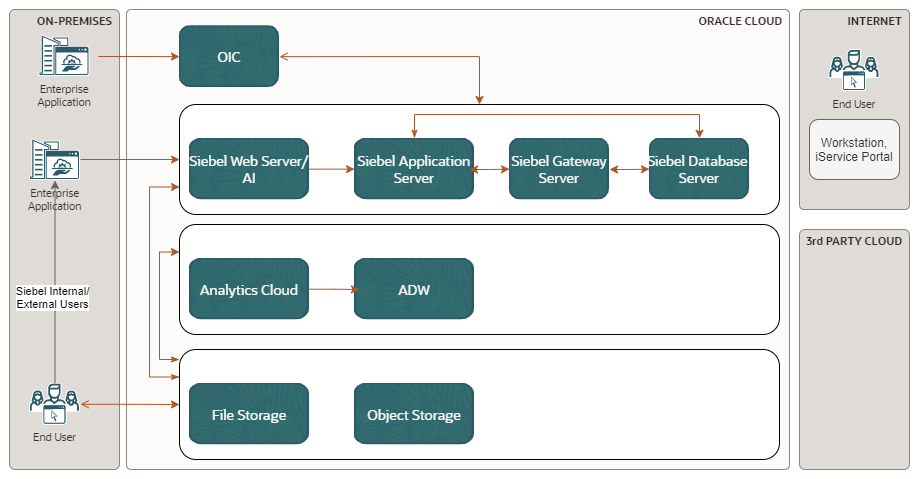 ON-PREMISES
Enterprise
Application
Enterprise
Application
Siebel Internal/
External Users
End User
ORACLE CLOUD
OIC
Siebel Web Server/
AI
Siebel Application
Server
Siebel Gateway
Server
Siebel Database
Server
Analytics Cloud
ADW
File Storage
Object Storage
INTERNET
End User
Workstation,
iService Portal
3rd PARTY CLOUD